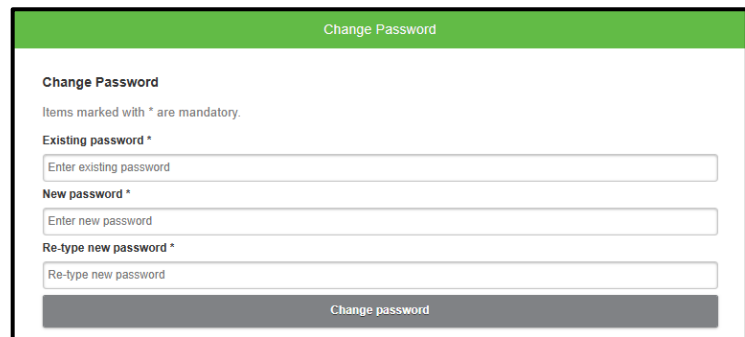 Change Password
Change Password
Items marked with * are mandatory.
Existing password *
Enter existing password
New password *
Enter new password
Re-type new password *
Re-type new password
Change password